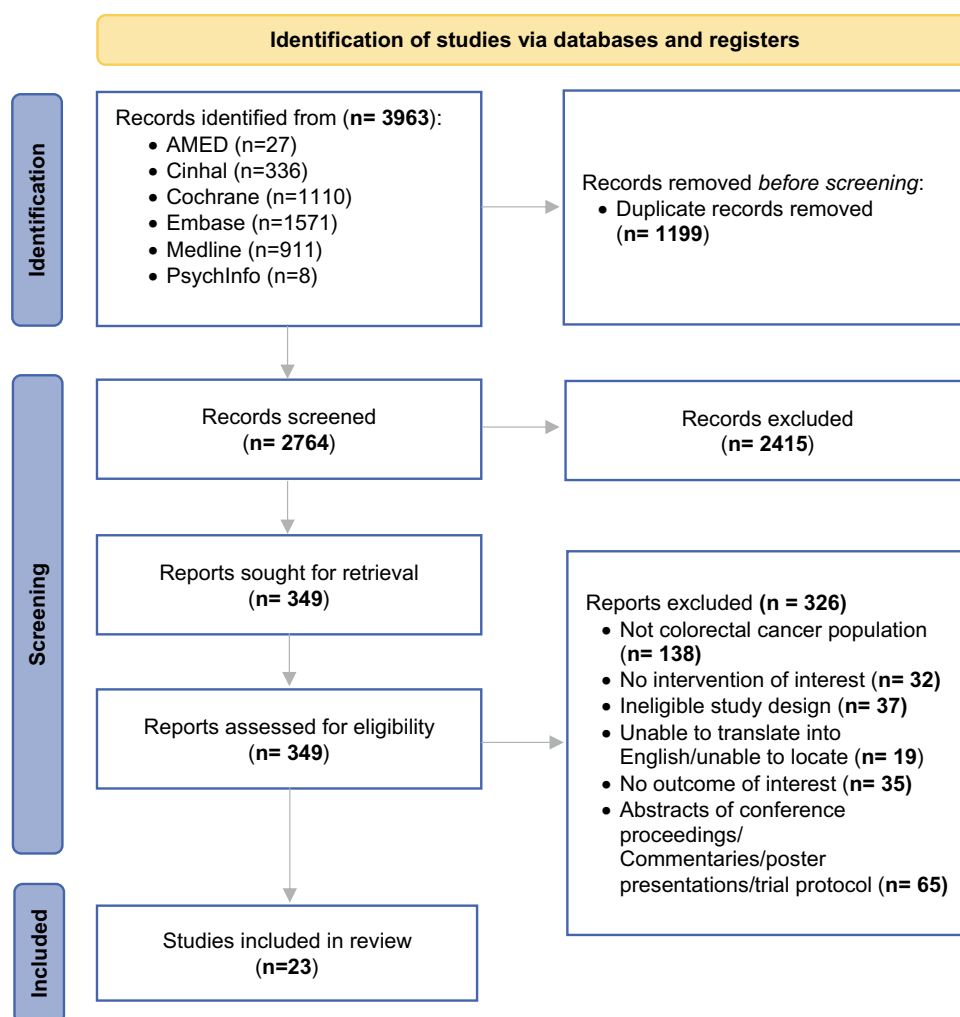 Identification of studies via databases and registers
Identification
Records identified from (n= 3963):
• AMED (n=27)
• Cinhal (n=336)
• Cochrane (n=1110)
• Embase (n=1571)
• Medline (n=911)
• PsychInfo (n=8)
Records removed before screening:
• Duplicate records removed
(n= 1199)
Screening
Records screened
(n= 2764)
Records excluded
(n= 2415)
Reports sought for retrieval
(n= 349)
Reports assessed for eligibility
(n= 349)
Reports excluded (n = 326)
• Not colorectal cancer population
(n= 138)
• No intervention of interest (n= 32)
• Ineligible study design (n= 37)
• Unable to translate into
English/unable to locate (n= 19)
• No outcome of interest (n= 35)
• Abstracts of conference
proceedings/
Commentaries/poster
presentations/trial protocol (n= 65)
Included
Studies included in review
(n=23)